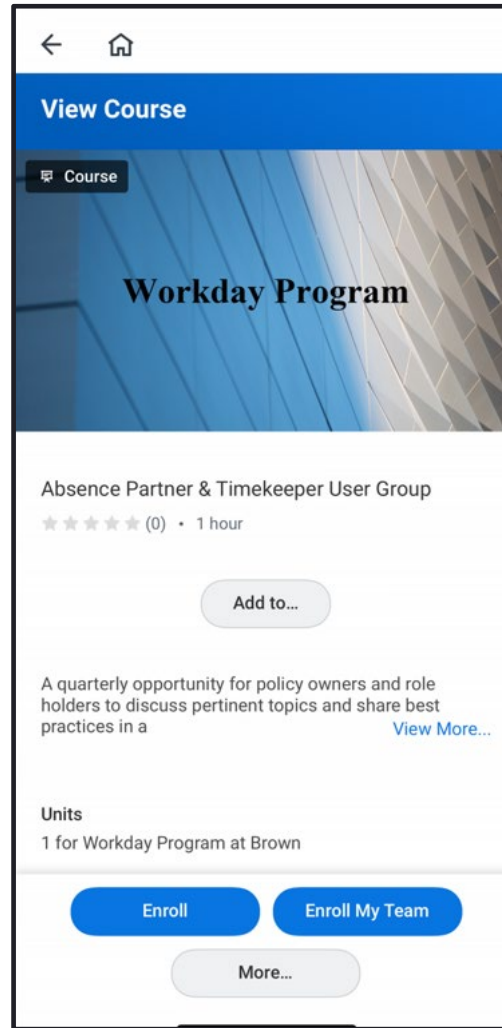 View Course
Course
Workday Program
Absence Partner & Timekeeper User Group
(0) • 1 hour
Add to...
A quarterly opportunity for policy owners and role
holders to discuss pertinent topics and share best
practices in a View More...
Units
1 for Workday Program at Brown
Enroll Enroll My Team
More...